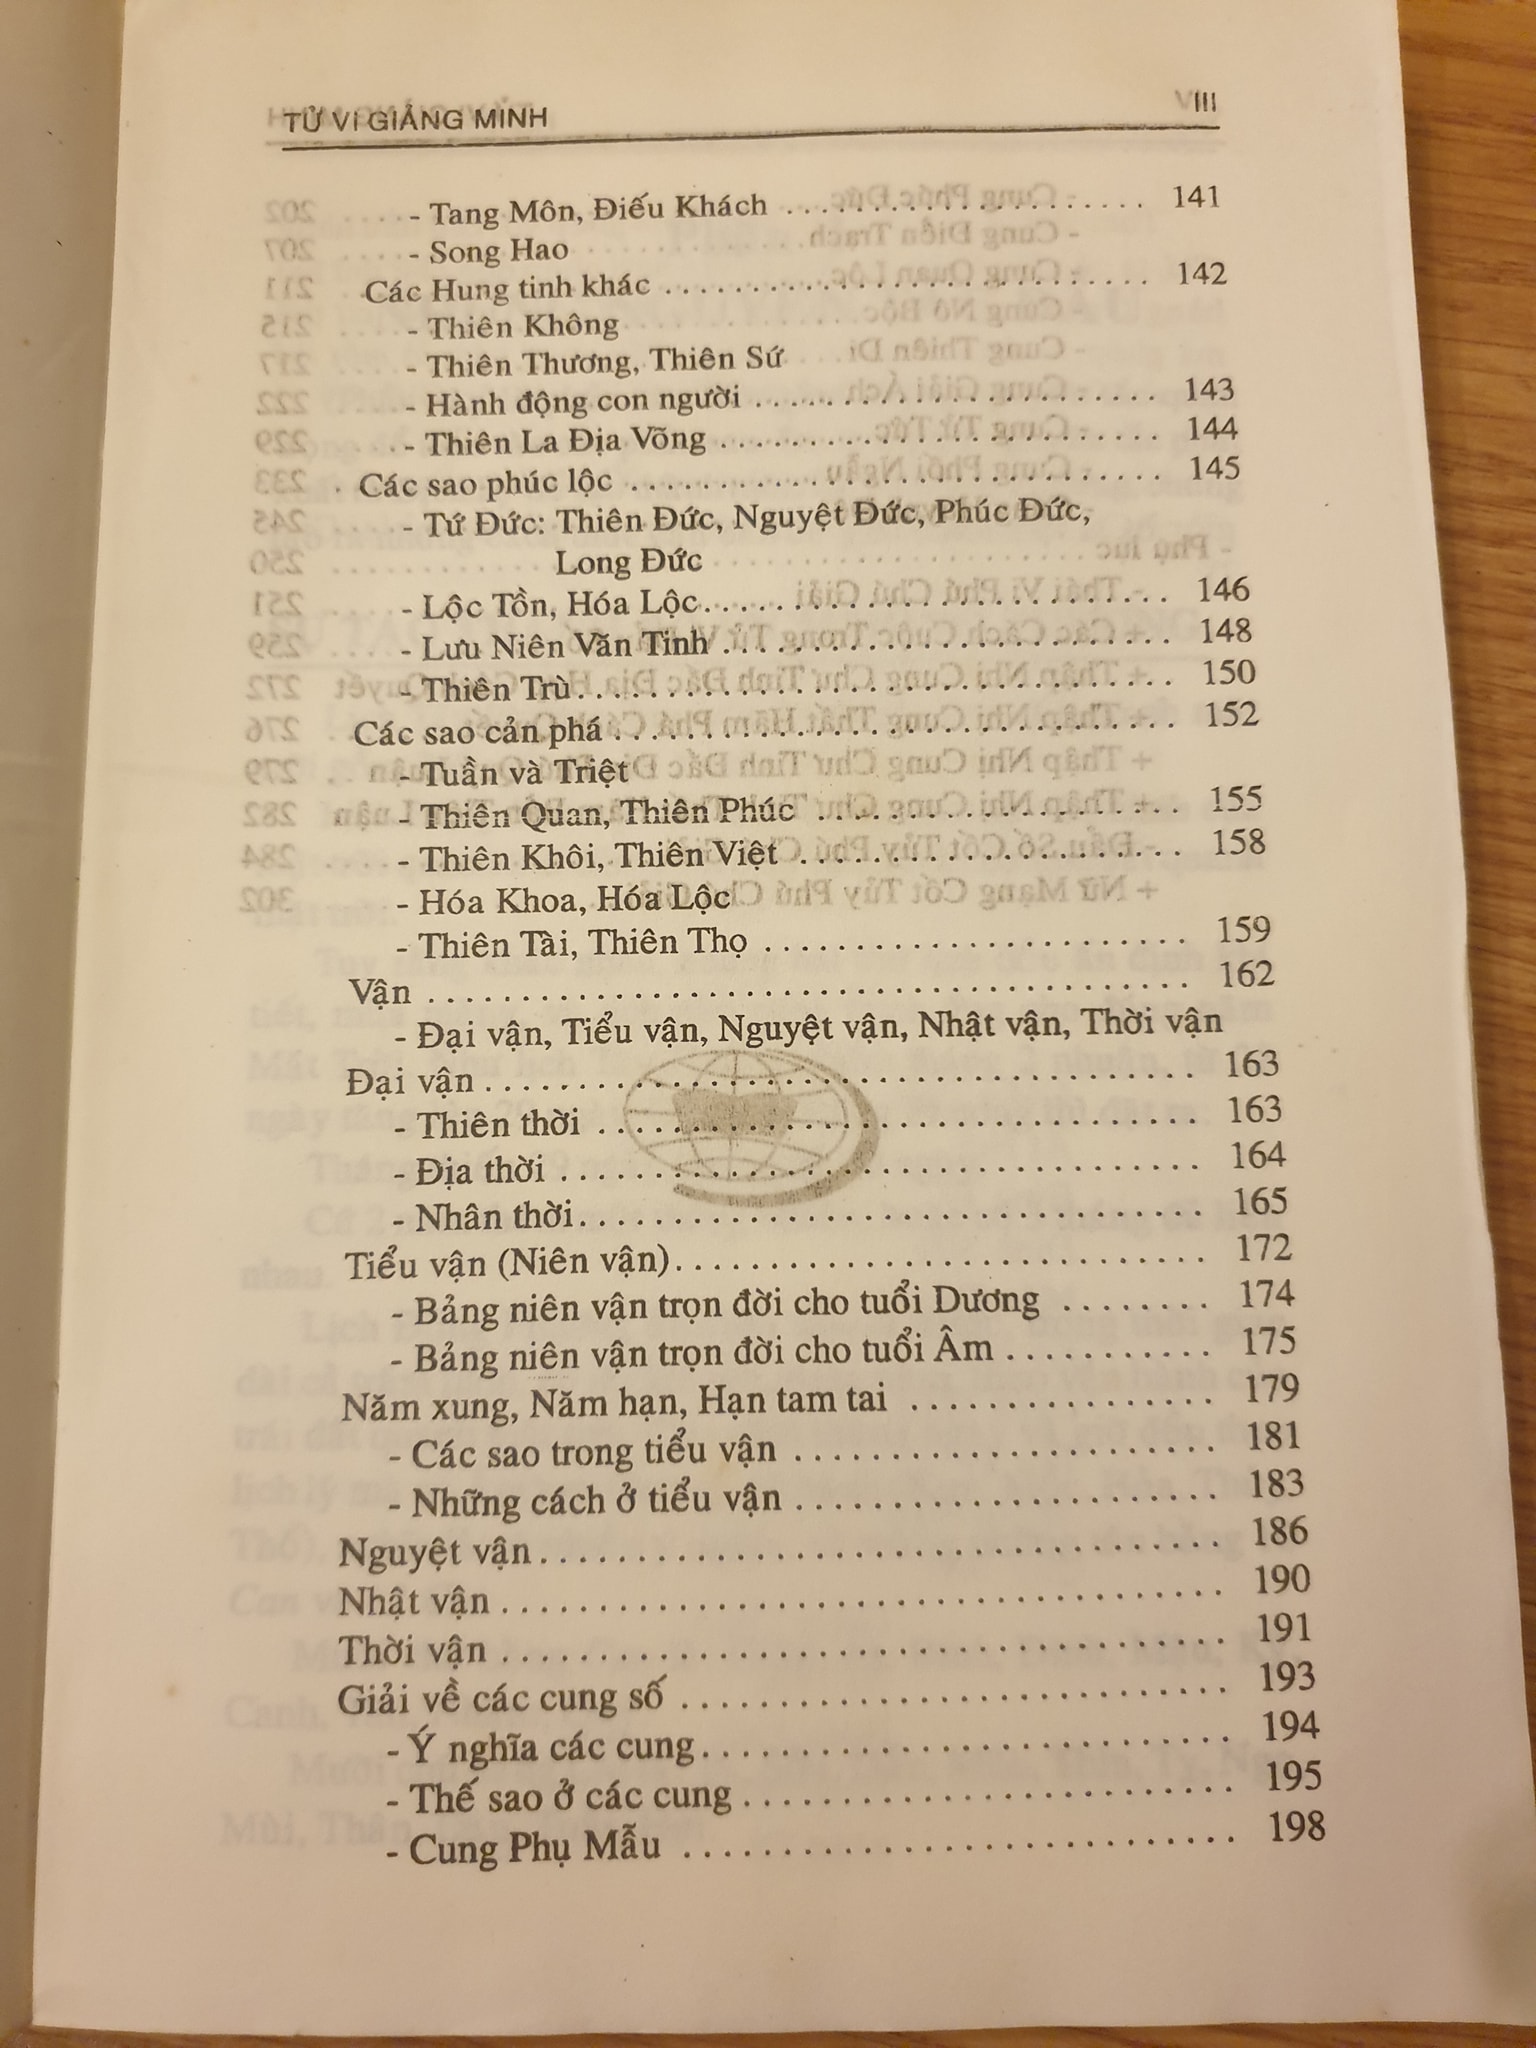 TỬ VI GIẢNG MINH III
- Tang Môn, Điếu Khách ........................ 141
- Song Hao
Các Hung tinh khác ................................ 142
- Thiên Không
- Thiên Thương, Thiên Sứ
- Hành động con người ........................... 143
- Thiên La Địa Võng ............................. 144
Các sao phúc lộc ................................... 145
- Tứ Đức: Thiên Đức, Nguyệt Đức, Phúc Đức,
Long Đức
- Lộc Tồn, Hóa Lộc............................... 146
- Lưu Niên Văn Tinh .............................. 148
- Thiên Trù........................................ 150
Các sao cản phá ..................................... 152
- Tuần và Triệt
- Thiên Quan, Thiên Phúc ........................ 155
- Thiên Khôi, Thiên Việt ......................... 158
- Hóa Khoa, Hóa Lộc
- Thiên Tài, Thiên Thọ ........................... 159
Vận ................................................. 162
- Đại vận, Tiểu vận, Nguyệt vận, Nhật vận, Thời vận
Đại vận .............................................. 163
- Thiên thời ....................................... 163
- Địa thời ......................................... 164
- Nhân thời........................................ 165
Tiểu vận (Niên vận)................................. 172
- Bảng niên vận trọn đời cho tuổi Dương ........ 174
- Bảng niên vận trọn đời cho tuổi Âm ........... 175
Năm xung, Năm hạn, Hạn tam tai ................ 179
- Các sao trong tiểu vận ......................... 181
- Những cách ở tiểu vận ......................... 183
Nguyệt vận.......................................... 186
Nhật vận ............................................ 190
Thời vận ............................................ 191
Giải về các cung số ................................ 193
- Ý nghĩa các cung................................ 194
- Thế sao ở các cung ............................. 195
- Cung Phụ Mẫu ................................. 198